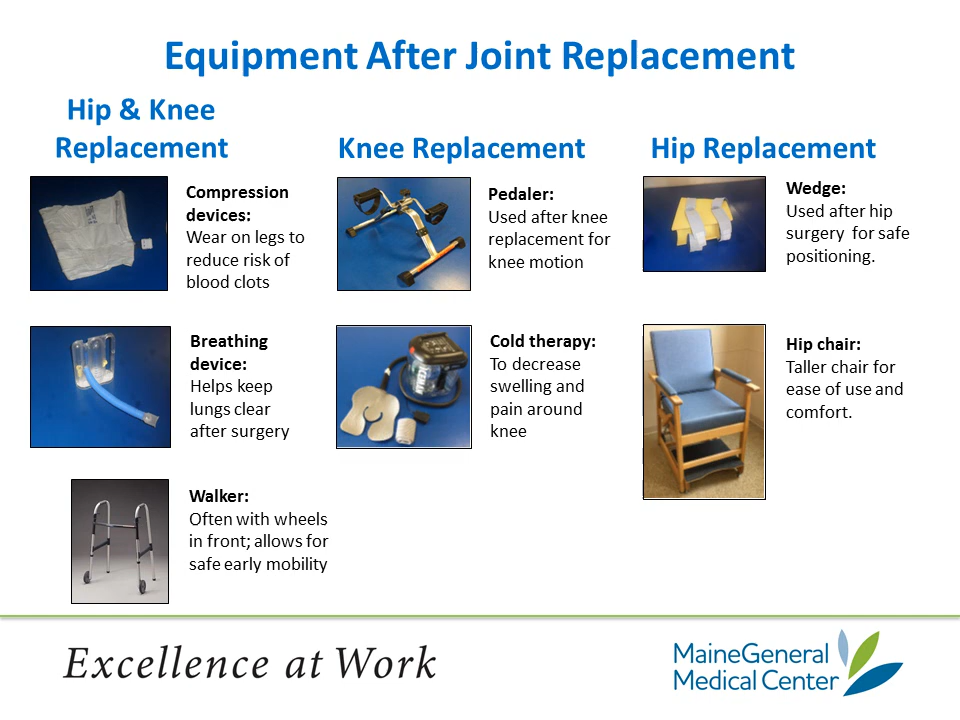 Equipment After Joint Replacement
Hip & Knee
Replacement
Compression
devices:
Wear on legs to
reduce risk of
blood clots
Breathing
device:
Helps keep
lungs clear
after surgery
Walker:
Often with wheels
in front; allows for
safe early mobility
Knee Replacement
Pedaler:
Used after knee
replacement for
knee motion
Cold therapy:
To decrease
swelling and
pain around
knee
Hip Replacement
Wedge:
Used after hip
surgery  for safe
positioning.
Hip chair:
Taller chair for
ease of use and
comfort.
Excellence at Work
MaineGeneral
Medical Center